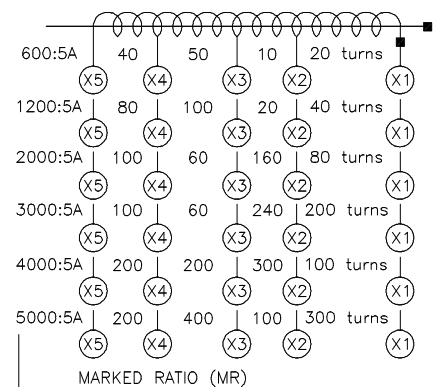 600:5A 40 50 10 20 turns
X5 X4 X3 X2 X1
1200:5A 80 100 20 40 turns
X5 X4 X3 X2 X1
2000:5A 100 60 160 80 turns
X5 X4 X3 X2 X1
3000:5A 100 60 240 200 turns
X5 X4 X3 X2 X1
4000:5A 200 200 300 100 turns
X5 X4 X3 X2 X1
5000:5A 200 400 100 300 turns
X5 X4 X3 X2 X1
MARKED RATIO (MR)